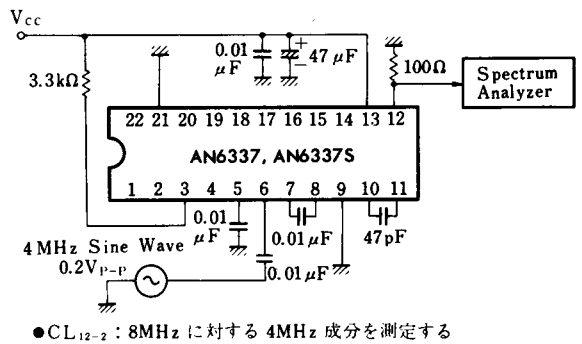 Vcc
0.01 μF
47 μF
+
−
3.3kΩ
100Ω
Spectrum
Analyzer
22 21 20 19 18 17 16 15 14 13 12
AN6337, AN6337S
1 2 3 4 5 6 7 8 9 10 11
0.01
μF
0.01μF
47pF
4MHz Sine Wave
0.2VP-P
0.01μF
●CL12-2：8MHz に対する 4MHz 成分を測定する